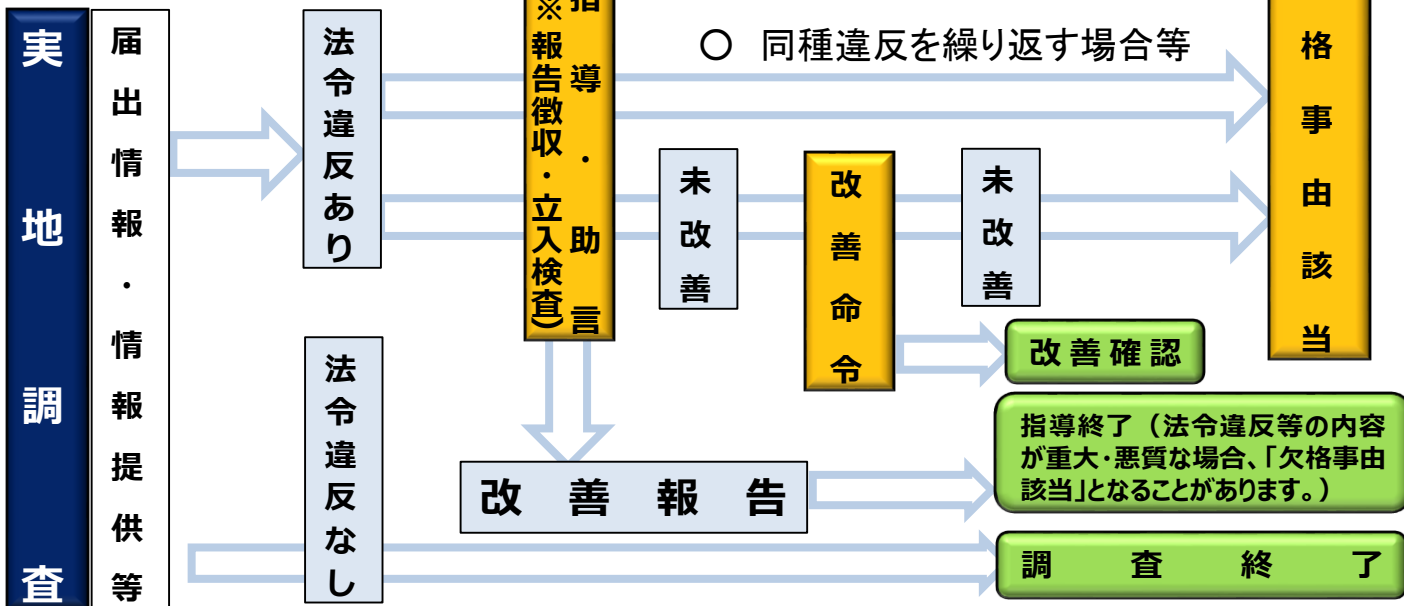 実地調査
届出情報・情報提供等
法令違反あり
指導・助言
※報告徴収・立入検査）
○ 同種違反を繰り返す場合等
未改善
改善命令
未改善
格事由該当
改善確認
法令違反なし
改善報告
指導終了（法令違反等の内容
が重大・悪質な場合、「欠格事由
該当」となることがあります。）
調査終了